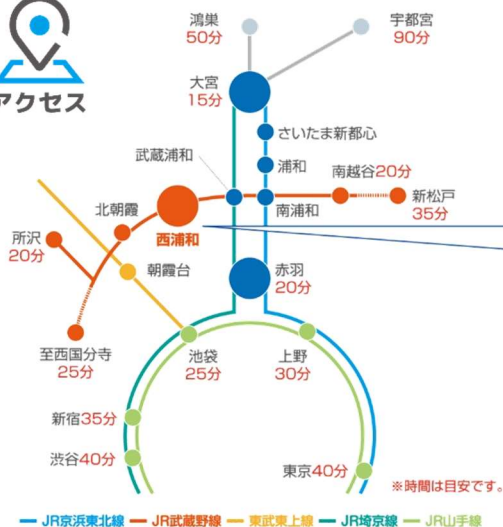 アクセス
鴻巣
50分
宇都宮
90分
大宮
15分
さいたま新都心
武蔵浦和
浦和
南越谷20分
新松戸
35分
南浦和
北朝霞
西浦和
所沢
20分
朝霞台
赤羽
20分
至西国分寺
25分
池袋
25分
上野
30分
新宿35分
渋谷40分
東京40分
※時間は目安です。
JR京浜東北線 JR武蔵野線 東武東上線 JR埼京線 JR山手線